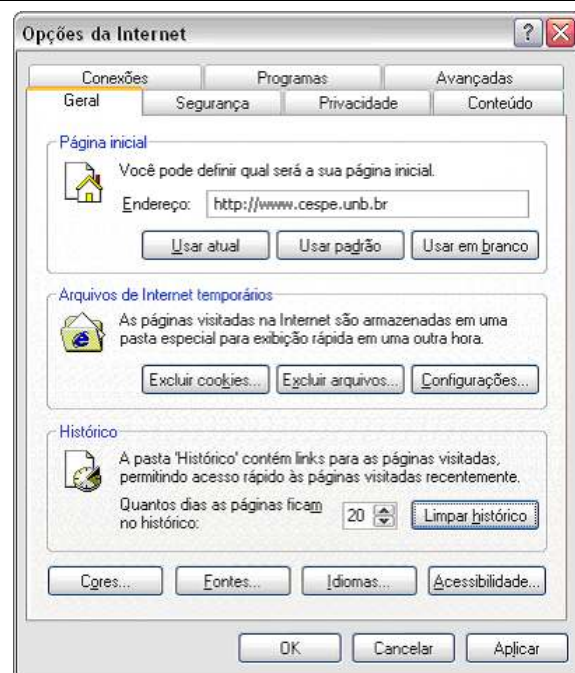 Opções da Internet
Conexões Programas Avançadas
Geral Segurança Privacidade Conteúdo
Página inicial
Você pode definir qual será a sua página inicial.
Endereço: http://www.cespe.unb.br
Usar atual Usar padrão Usar em branco
Arquivos de Internet temporários
As páginas visitadas na Internet são armazenadas em uma
pasta especial para exibição rápida em uma outra hora.
Excluir cookies... Excluir arquivos... Configurações...
Histórico
A pasta 'Histórico' contém links para as páginas visitadas,
permitindo acesso rápido às páginas visitadas recentemente.
Quantos dias as páginas ficam
no histórico: 20 Limpar histórico
Cores... Fontes... Idiomas... Acessibilidade...
OK Cancelar Aplicar